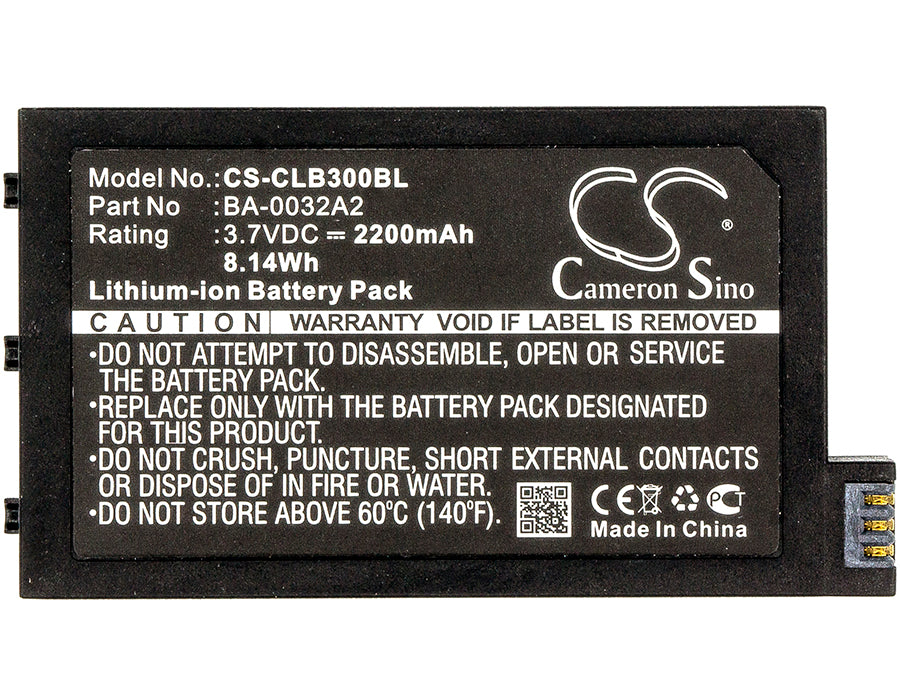 Model No.: CS-CLB300BL
Part No : BA-0032A2
Rating : 3.7VDC ⎓ 2200mAh
8.14Wh
Lithium-ion Battery Pack
CS
®
Cameron Sino
CAUTION WARRANTY VOID IF LABEL IS REMOVED
•DO NOT ATTEMPT TO DISASSEMBLE, OPEN OR SERVICE
THE BATTERY PACK.
•REPLACE ONLY WITH THE BATTERY PACK DESIGNATED
FOR THIS PRODUCT.
•DO NOT CRUSH, PUNCTURE, SHORT EXTERNAL CONTACTS
OR DISPOSE OF IN FIRE OR WATER.
•DO NOT STORE ABOVE 60°C (140°F).
CE PCT
Made In China